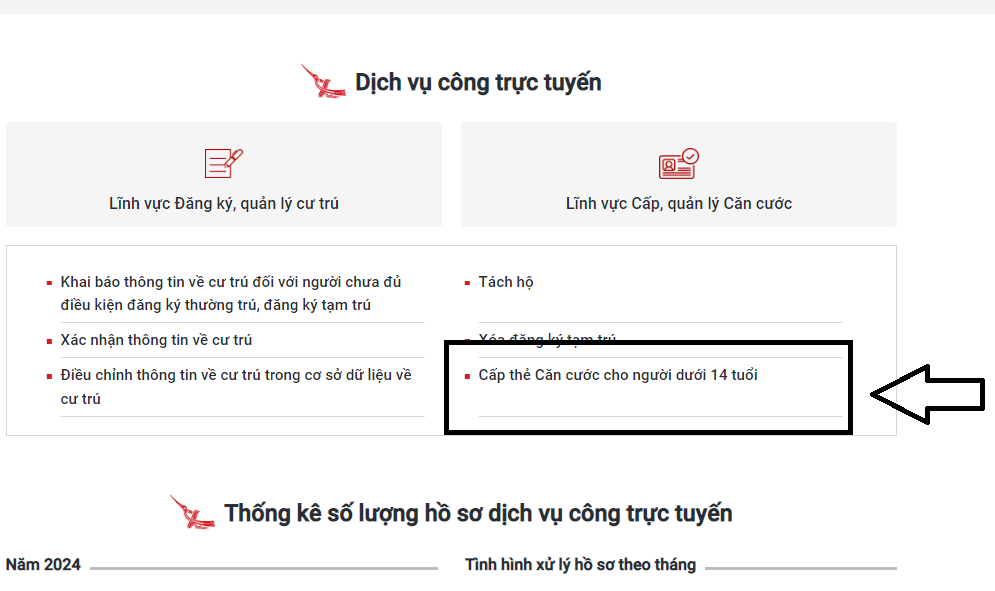 Dịch vụ công trực tuyến
Lĩnh vực Đăng ký, quản lý cư trú
Lĩnh vực Cấp, quản lý Căn cước
Khai báo thông tin về cư trú đối với người chưa đủ
điều kiện đăng ký thường trú, đăng ký tạm trú
Xác nhận thông tin về cư trú
Điều chỉnh thông tin về cư trú trong cơ sở dữ liệu về
cư trú
Tách hộ
Xóa đăng ký tạm trú
Cấp thẻ Căn cước cho người dưới 14 tuổi
Thống kê số lượng hồ sơ dịch vụ công trực tuyến
Năm 2024
Tình hình xử lý hồ sơ theo tháng